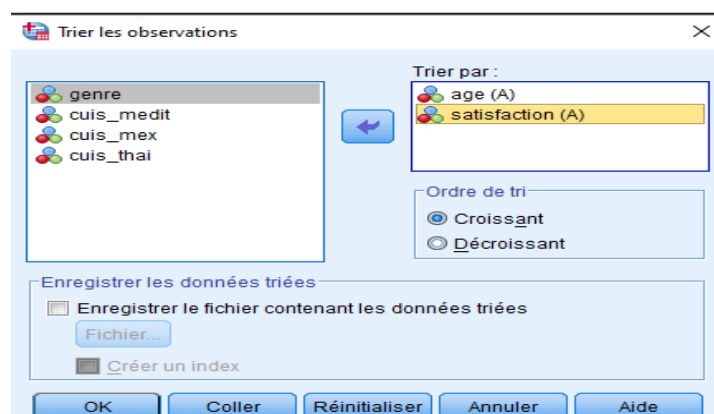 Trier les observations
Trier par :
genre
cuis_medit
cuis_mex
cuis_thai
age (A)
satisfaction (A)
Ordre de tri
Croissant
Décroissant
Enregistrer les données triées
Enregistrer le fichier contenant les données triées
Fichier...
Créer un index
OK Coller Réinitialiser Annuler Aide